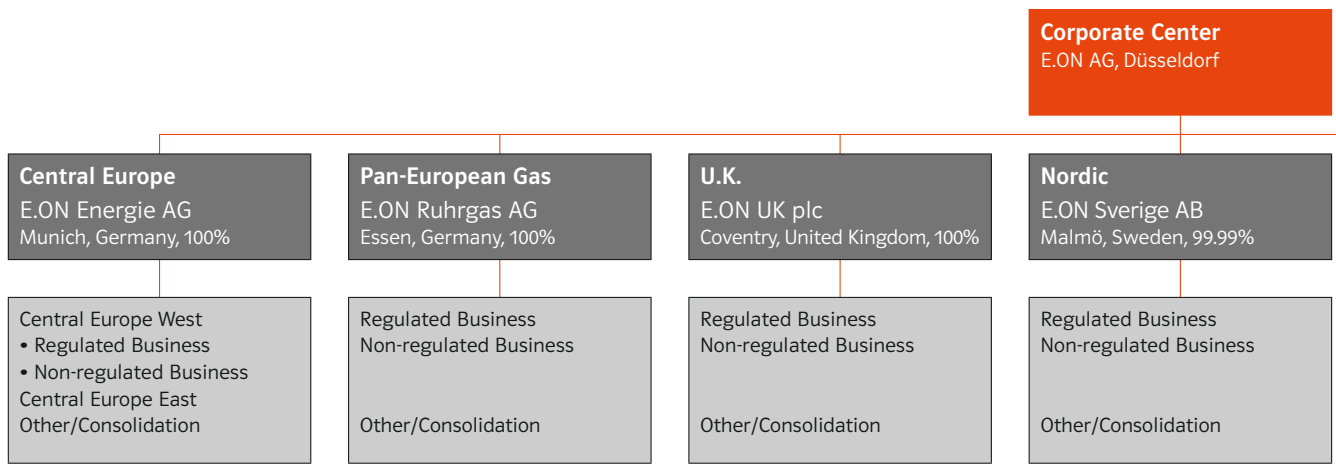 Corporate Center
E.ON AG, Düsseldorf
Central Europe
E.ON Energie AG
Munich, Germany, 100%
Pan-European Gas
E.ON Ruhrgas AG
Essen, Germany, 100%
U.K.
E.ON UK plc
Coventry, United Kingdom, 100%
Nordic
E.ON Sverige AB
Malmö, Sweden, 99.99%
Central Europe West
• Regulated Business
• Non-regulated Business
Central Europe East
Other/Consolidation
Regulated Business
Non-regulated Business
Other/Consolidation
Regulated Business
Non-regulated Business
Other/Consolidation
Regulated Business
Non-regulated Business
Other/Consolidation